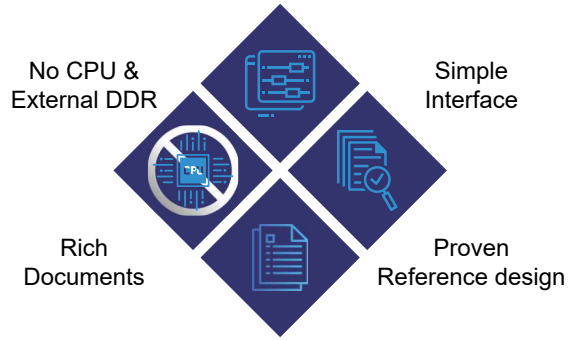 No CPU &
External DDR
Simple
Interface
CPU
Rich
Documents
Proven
Reference design